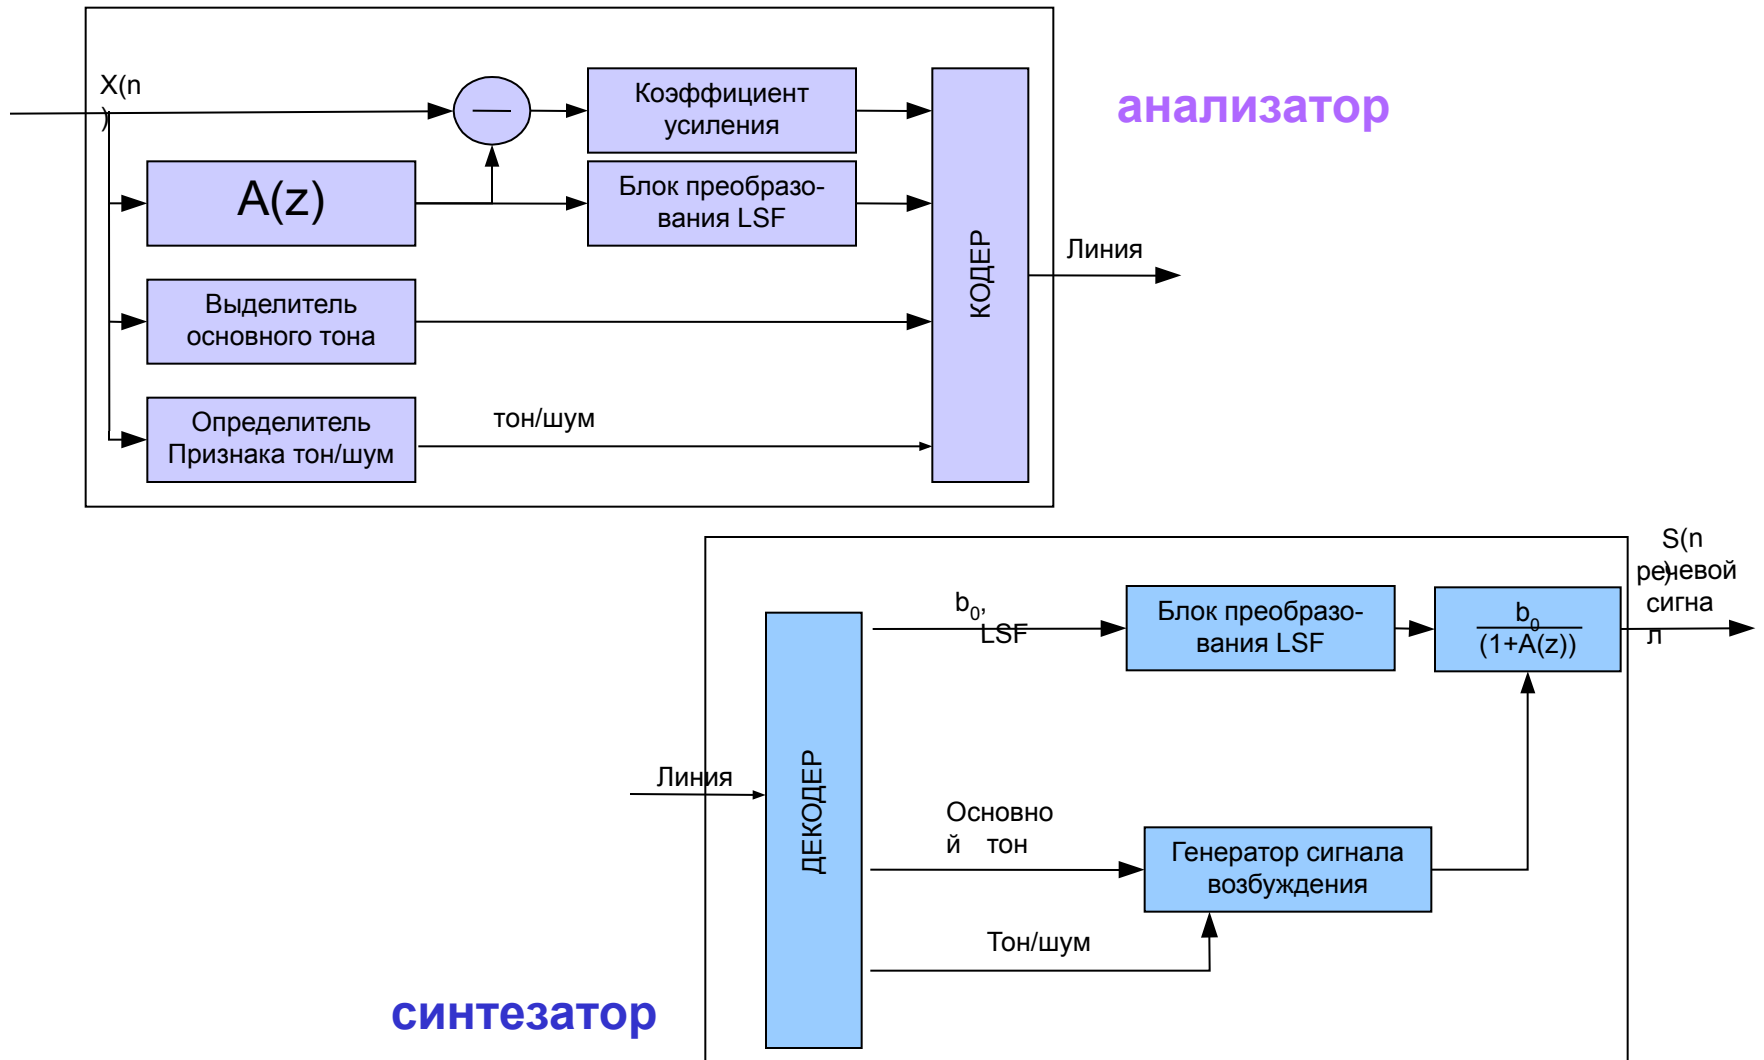 X(n
)
Коэффициент
усиления
анализатор
A(z)
Блок преобразо-
вания LSF
КОДЕР
Линия
Выделитель
основного тона
Определитель
Признака тон/шум
тон/шум
S(n
)
речевой
сигна
л
b0,
LSF
Блок преобразо-
вания LSF
b0
(1+A(z))
Линия
ДЕКОДЕР
Основно
й тон
Генератор сигнала
возбуждения
Тон/шум
синтезатор